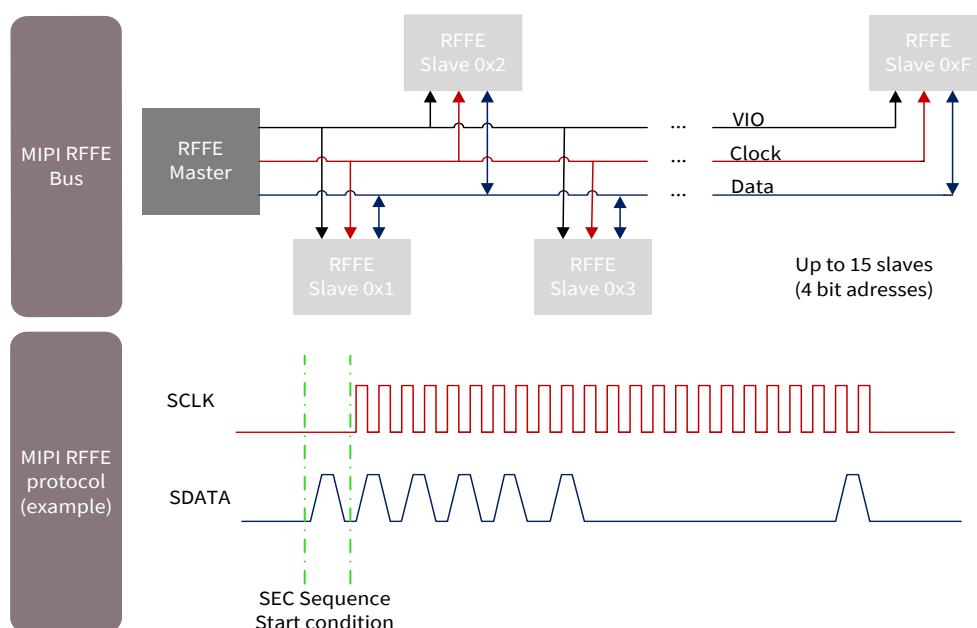 MIPI RFFE
Bus
RFFE
Master
RFFE
Slave 0x2
RFFE
Slave 0xF
...
VIO
...
Clock
...
Data
RFFE
Slave 0x1
RFFE
Slave 0x3
Up to 15 slaves
(4 bit adresses)
MIPI RFFE
protocol
(example)
SCLK
SDATA
SEC Sequence
Start condition